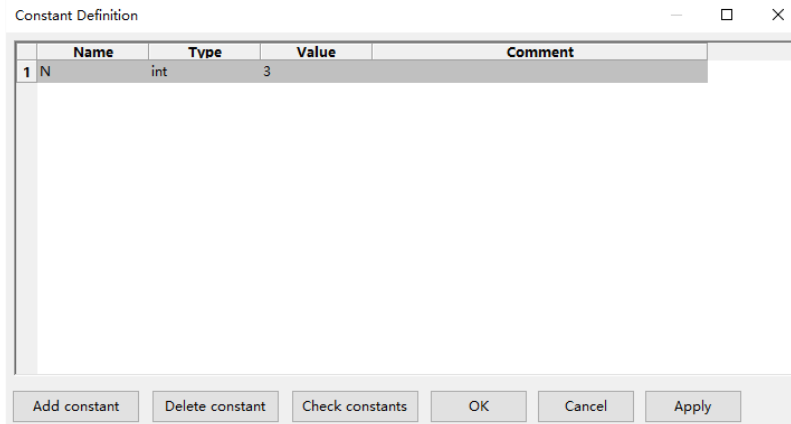 Constant Definition
Name Type Value Comment
1 N int 3
Add constant Delete constant Check constants OK Cancel Apply